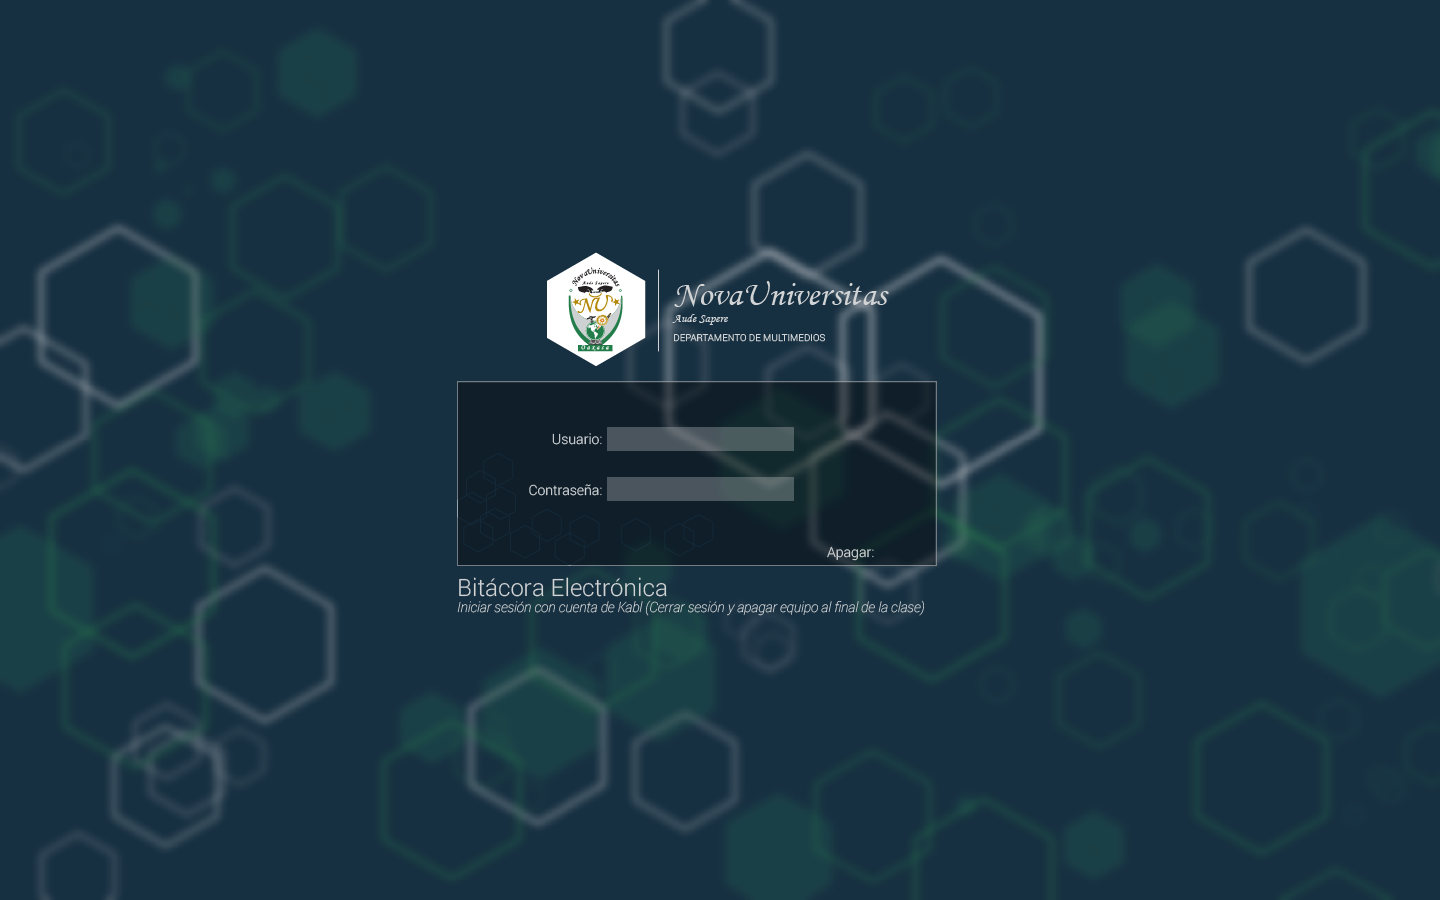 NovaUniversitas
Aude Sapere
NU
Oaxaca
NovaUniversitas
Aude Sapere
DEPARTAMENTO DE MULTIMEDIOS
Usuario:
Contraseña:
Apagar:
Bitácora Electrónica
Iniciar sesión con cuenta de Kabl (Cerrar sesión y apagar equipo al final de la clase)